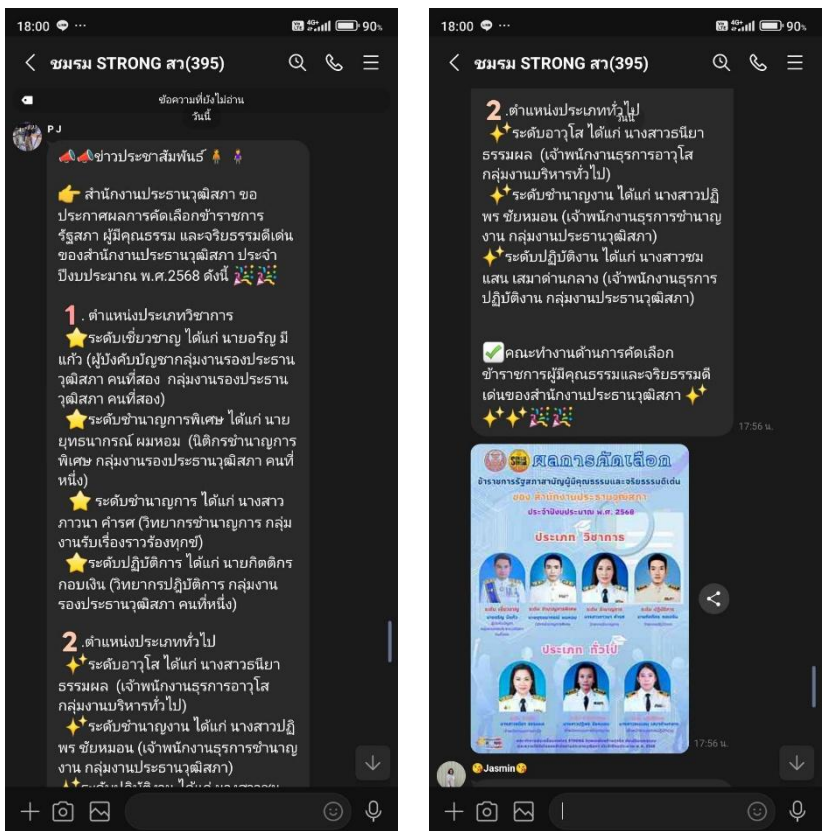 18:00
4G+
90%
ชมรม STRONG สว(395)
ข้อความที่ยังไม่อ่าน
วันนี้
P J
ข่าวประชาสัมพันธ์
สำนักงานประธานวุฒิสภา ขอ
ประกาศผลการคัดเลือกข้าราชการ
รัฐสภา ผู้มีคุณธรรม และจริยธรรมดีเด่น
ของสำนักงานประธานวุฒิสภา ประจำ
ปีงบประมาณ พ.ศ.2568 ดังนี้
1. ตำแหน่งประเภทวิชาการ
ระดับเชี่ยวชาญ ได้แก่ นายอรัญ มี
แก้ว (ผู้บังคับบัญชากลุ่มงานรองประธาน
วุฒิสภา คนที่สอง กลุ่มงานรองประธาน
วุฒิสภา คนที่สอง)
ระดับชำนาญการพิเศษ ได้แก่ นาย
ยุทธนากรณ์ ผมหอม (นิติกรชำนาญการ
พิเศษ กลุ่มงานรองประธานวุฒิสภา คนที่
หนึ่ง)
ระดับชำนาญการ ได้แก่ นางสาว
ภาวนา คำรศ (วิทยากรชำนาญการ กลุ่ม
งานรับเรื่องราวร้องทุกข์)
ระดับปฏิบัติการ ได้แก่ นายกิตติกร
กอบเงิน (วิทยากรปฏิบัติการ กลุ่มงาน
รองประธานวุฒิสภา คนที่หนึ่ง)
2 .ตำแหน่งประเภททั่วไป
ระดับอาวุโส ได้แก่ นางสาวธนียา
ธรรมผล (เจ้าพนักงานธุรการอาวุโส
กลุ่มงานบริหารทั่วไป)
ระดับชำนาญงาน ได้แก่ นางสาวปฏิ
พร ชัยหมอน (เจ้าพนักงานธุรการชำนาญ
งาน กลุ่มงานประธานวุฒิสภา)
ระดับปฏิบัติงาน ได้แก่ นางสาวชม
18:00
4G+
90%
ชมรม STRONG สว(395)
วันนี้
2 .ตำแหน่งประเภททั่วไป
ระดับอาวุโส ได้แก่ นางสาวธนียา
ธรรมผล (เจ้าพนักงานธุรการอาวุโส
กลุ่มงานบริหารทั่วไป)
ระดับชำนาญงาน ได้แก่ นางสาวปฏิ
พร ชัยหมอน (เจ้าพนักงานธุรการชำนาญ
งาน กลุ่มงานประธานวุฒิสภา)
ระดับปฏิบัติงาน ได้แก่ นางสาวชม
แสน เสมาด่านกลาง (เจ้าพนักงานธุรการ
ปฏิบัติงาน กลุ่มงานประธานวุฒิสภา)
คณะทำงานด้านการคัดเลือก
ข้าราชการผู้มีคุณธรรมและจริยธรรมดี
เด่นของสำนักงานประธานวุฒิสภา
17:56 น.
ผลการคัดเลือก
ข้าราชการรัฐสภาสามัญผู้มีคุณธรรมและจริยธรรมดีเด่น
ของ สำนักงานประธานวุฒิสภา
ประจำปีงบประมาณ พ.ศ. 2568
ประเภท วิชาการ
ประเภท ทั่วไป
17:56 น.
Jasmin